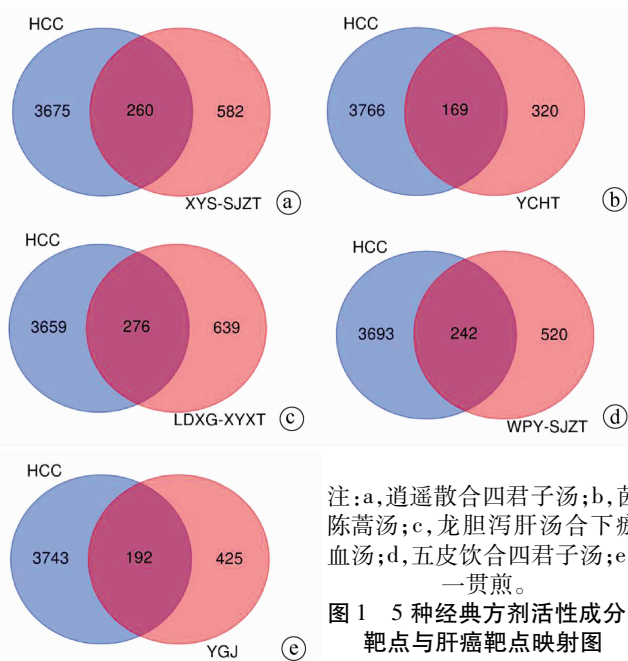 HCC
3675 260 582
XYS-SJZT
a
HCC
3766 169 320
YCHT
b
HCC
3659 276 639
LDXG-XYXT
c
HCC
3693 242 520
WPY-SJZT
d
HCC
3743 192 425
YGJ
e
注:a,逍遥散合四君子汤;b,茵
陈蒿汤;c,龙胆泻肝汤合下瘀
血汤;d,五皮饮合四君子汤;e,
一贯煎。
图1 5种经典方剂活性成分
靶点与肝癌靶点映射图